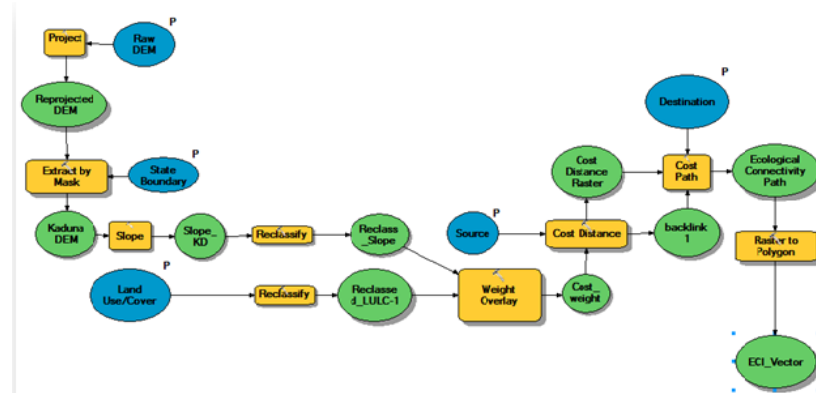 P
Project
Raw
DEM
Reprojected
DEM
Extract by
Mask
P
State
Boundary
Kaduna
DEM
Slope
Slope_
KD
Reclassify
Reclass
_Slope
P
Land
Use/Cover
Reclassify
Reclasse
d_LULC-1
Weight
Overlay
Cost_
weight
P
Source
Cost Distance
Cost
Distance
Raster
backlink
1
P
Destination
Cost
Path
Ecological
Connectivity
Path
Raster to
Polygon
ECI_Vector